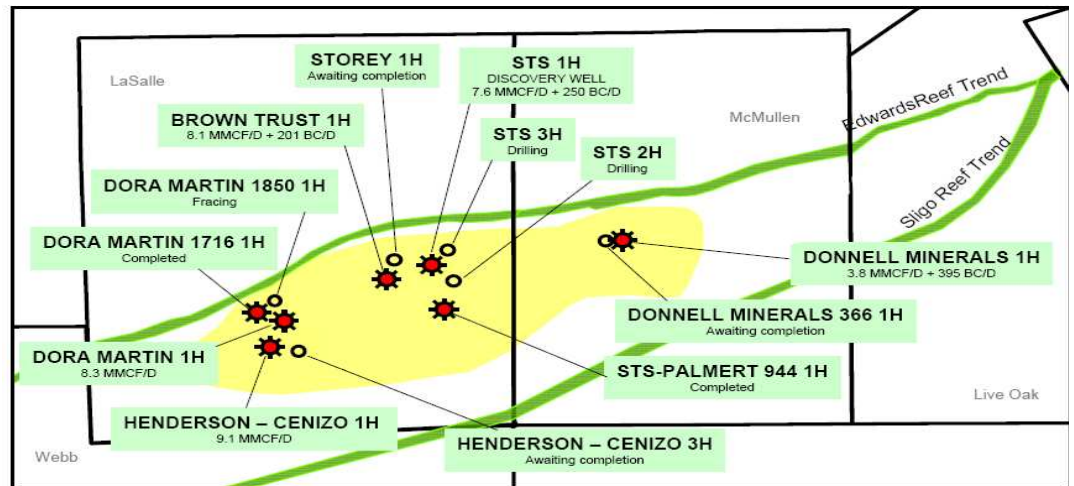 LaSalle
STOREY 1H
Awaiting completion
STS 1H
DISCOVERY WELL
7.6 MMCF/D + 250 BC/D
BROWN TRUST 1H
8.1 MMCF/D + 201 BC/D
STS 3H
Drilling
STS 2H
Drilling
McMullen
EdwardsReef Trend
Sligo Reef Trend
DORA MARTIN 1850 1H
Fracing
DORA MARTIN 1716 1H
Completed
DONNELL MINERALS 1H
3.8 MMCF/D + 395 BC/D
DONNELL MINERALS 366 1H
Awaiting completion
DORA MARTIN 1H
8.3 MMCF/D
STS-PALMERT 944 1H
Completed
Live Oak
HENDERSON – CENIZO 1H
9.1 MMCF/D
HENDERSON – CENIZO 3H
Awaiting completion
Webb